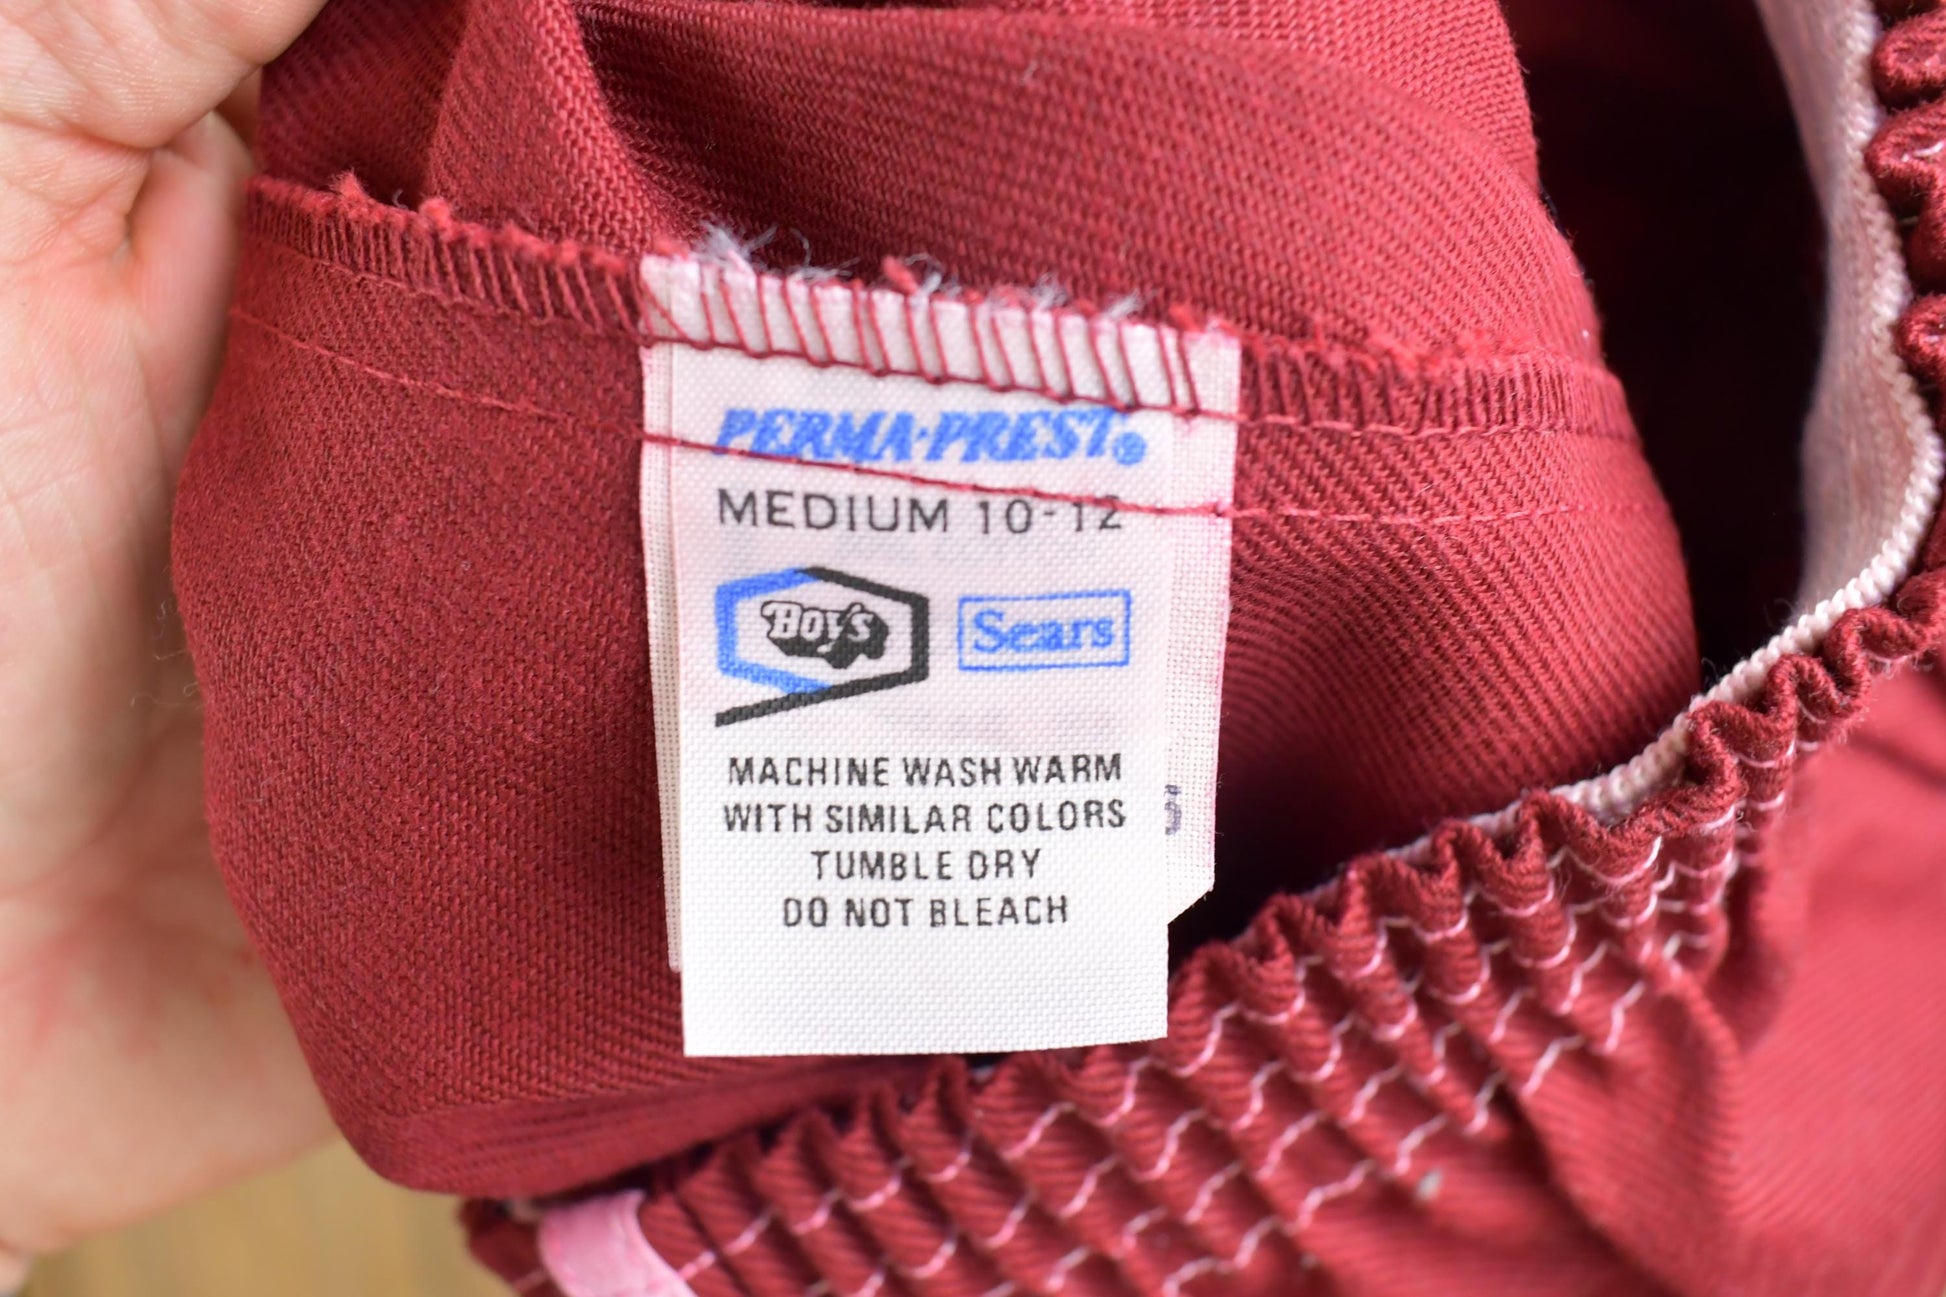 PERMA·PREST®
MEDIUM 10-12
BOY'S
Sears
MACHINE WASH WARM
WITH SIMILAR COLORS
TUMBLE DRY
DO NOT BLEACH